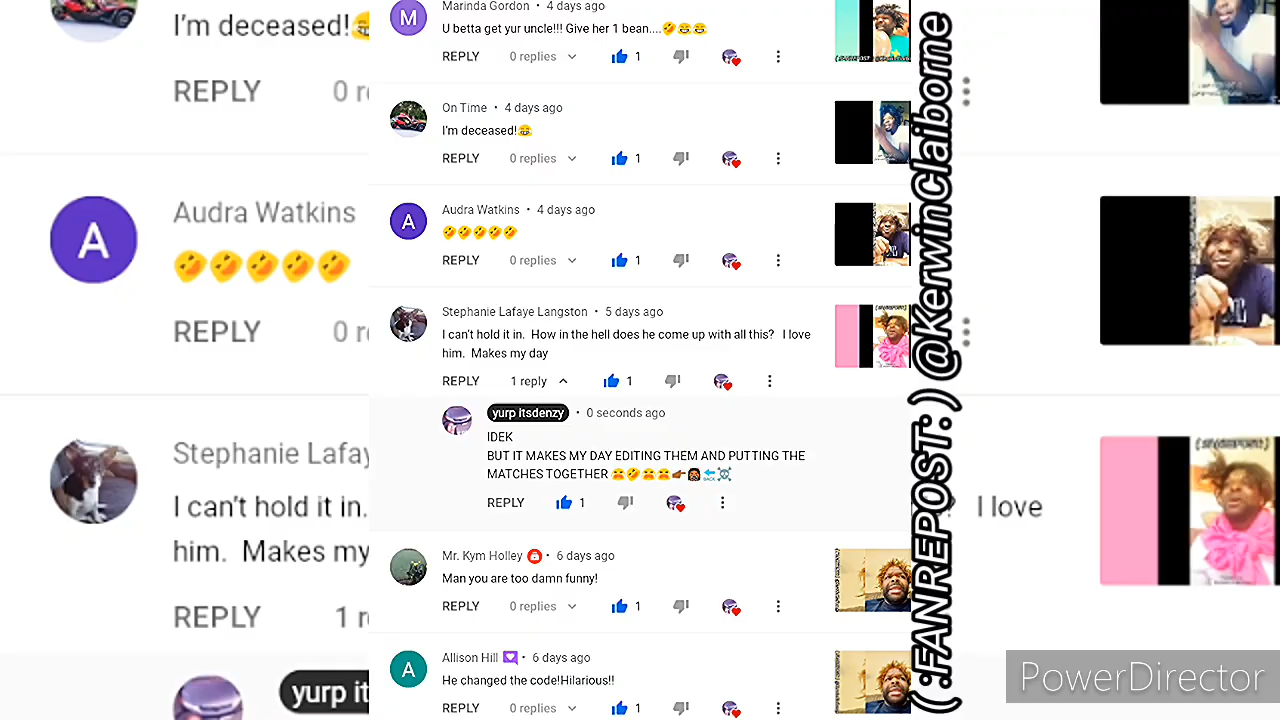 Marinda Gordon • 4 days ago
U betta get yur uncle!!! Give her 1 bean....🤣😂😂
REPLY 0 replies 1
On Time • 4 days ago
I'm deceased!😂
REPLY 0 replies 1
Audra Watkins • 4 days ago
🤣🤣🤣🤣🤣
REPLY 0 replies 1
Stephanie Lafaye Langston • 5 days ago
I can't hold it in. How in the hell does he come up with all this? I love
him. Makes my day
REPLY 1 reply 1
yurp itsdenzy • 0 seconds ago
IDEK
BUT IT MAKES MY DAY EDITING THEM AND PUTTING THE
MATCHES TOGETHER
REPLY 1
Mr. Kym Holley • 6 days ago
Man you are too damn funny!
REPLY 0 replies 1
Allison Hill • 6 days ago
He changed the code!Hilarious!!
REPLY 0 replies 1
M
A
A
(:FANREPOST:) @KerwinClaiborne
I'm deceased!
REPLY 0 r
A
Audra Watkins
🤣🤣🤣🤣🤣
REPLY 0 r
Stephanie Lafay
I can't hold it in. I love
him. Makes my
REPLY 1 r
yurp it
PowerDirector